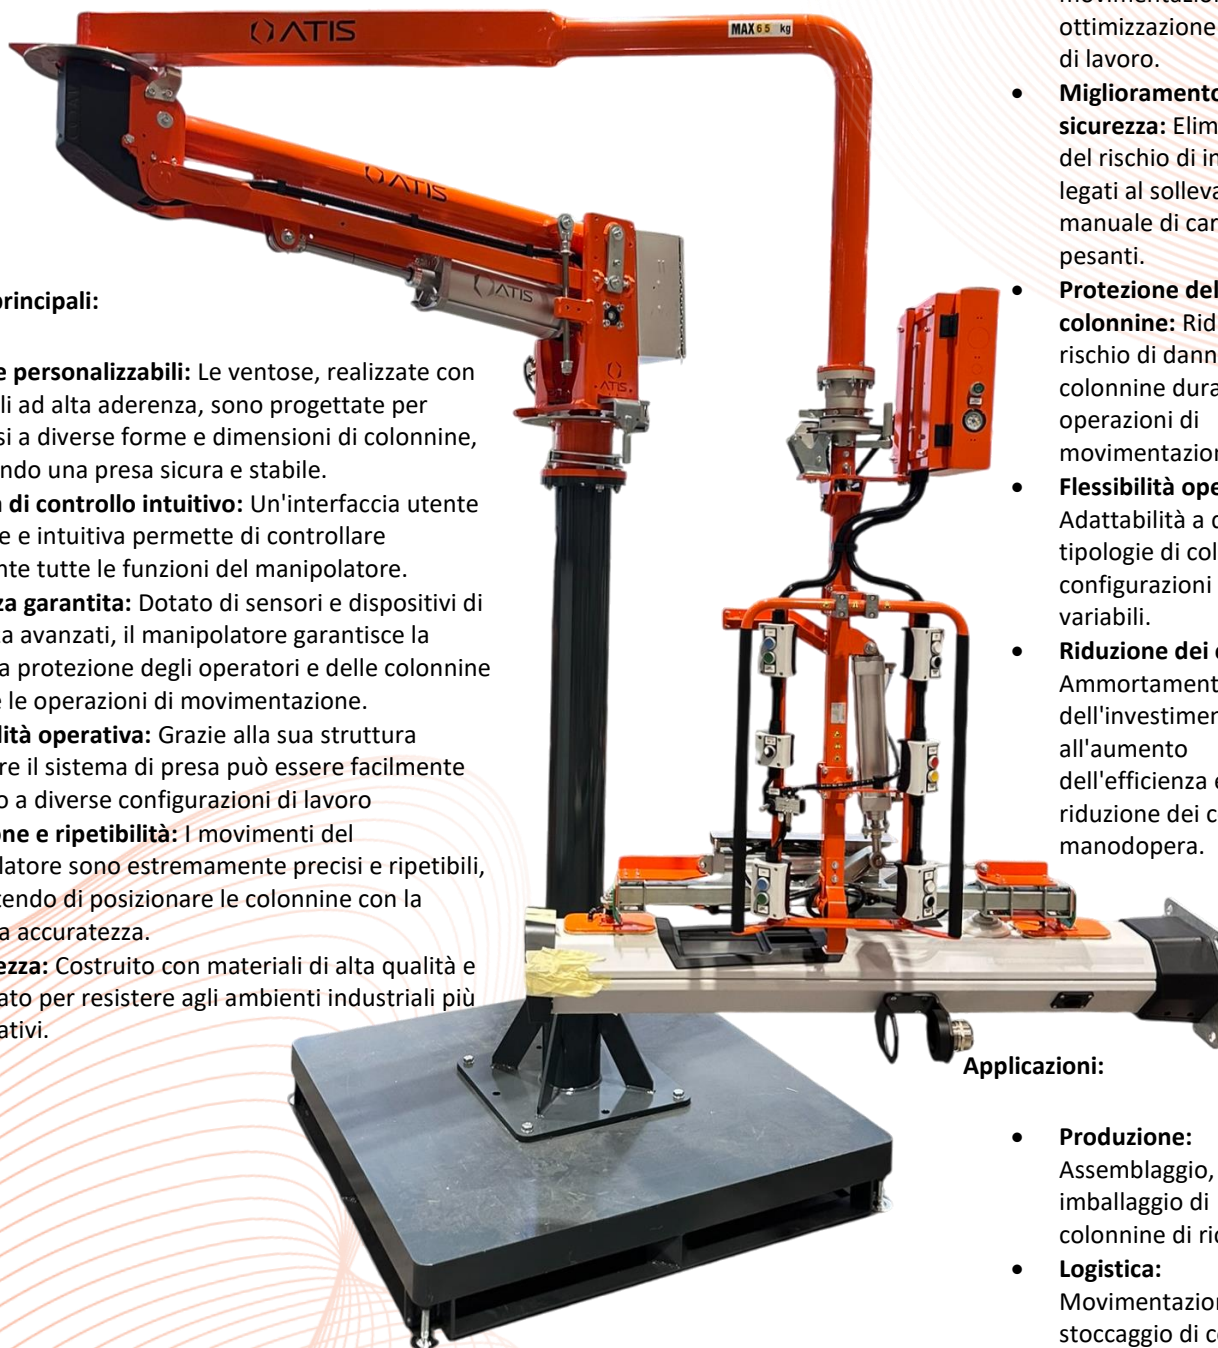 ATIS
MAX 65 kg
ATIS
ATIS
ATIS
principali:
e personalizzabili: Le ventose, realizzate con
li ad alta aderenza, sono progettate per
si a diverse forme e dimensioni di colonnine,
ndo una presa sicura e stabile.
di controllo intuitivo: Un'interfaccia utente
e e intuitiva permette di controllare
nte tutte le funzioni del manipolatore.
za garantita: Dotato di sensori e dispositivi di
a avanzati, il manipolatore garantisce la
a protezione degli operatori e delle colonnine
e le operazioni di movimentazione.
lità operativa: Grazie alla sua struttura
re il sistema di presa può essere facilmente
o a diverse configurazioni di lavoro
one e ripetibilità: I movimenti del
latore sono estremamente precisi e ripetibili,
tendo di posizionare le colonnine con la
a accuratezza.
ezza: Costruito con materiali di alta qualità e
ato per resistere agli ambienti industriali più
ativi.
movimentazion
ottimizzazione
di lavoro.
• Miglioramento
sicurezza: Elim
del rischio di in
legati al solleva
manuale di car
pesanti.
• Protezione del
colonnine: Rid
rischio di dann
colonnine dura
operazioni di
movimentazion
• Flessibilità ope
Adattabilità a d
tipologie di col
configurazioni
variabili.
• Riduzione dei c
Ammortament
dell'investimen
all'aumento
dell'efficienza e
riduzione dei c
manodopera.
Applicazioni:
• Produzione:
Assemblaggio,
imballaggio di
colonnine di ric
• Logistica:
Movimentazion
stoccaggio di co